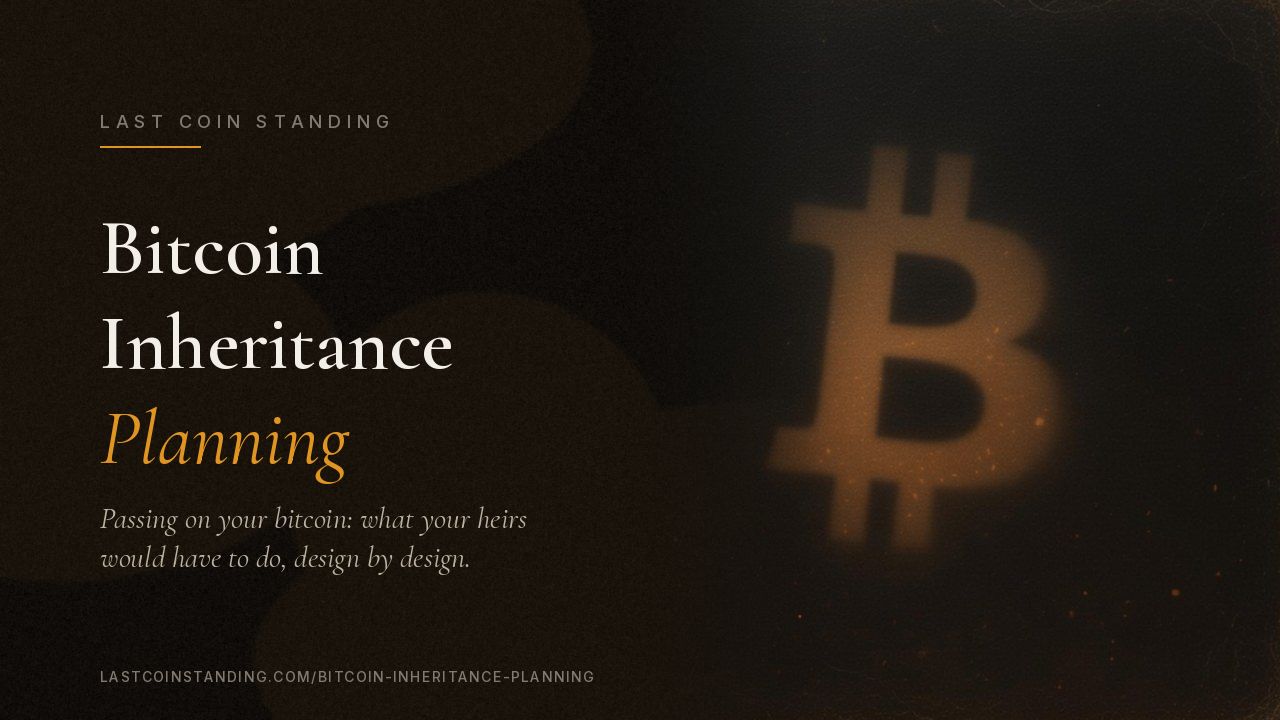 LAST COIN STANDING
Bitcoin
Inheritance
Planning
Passing on your bitcoin: what your heirs
would have to do, design by design.
LASTCOINSTANDING.COM/BITCOIN-INHERITANCE-PLANNING